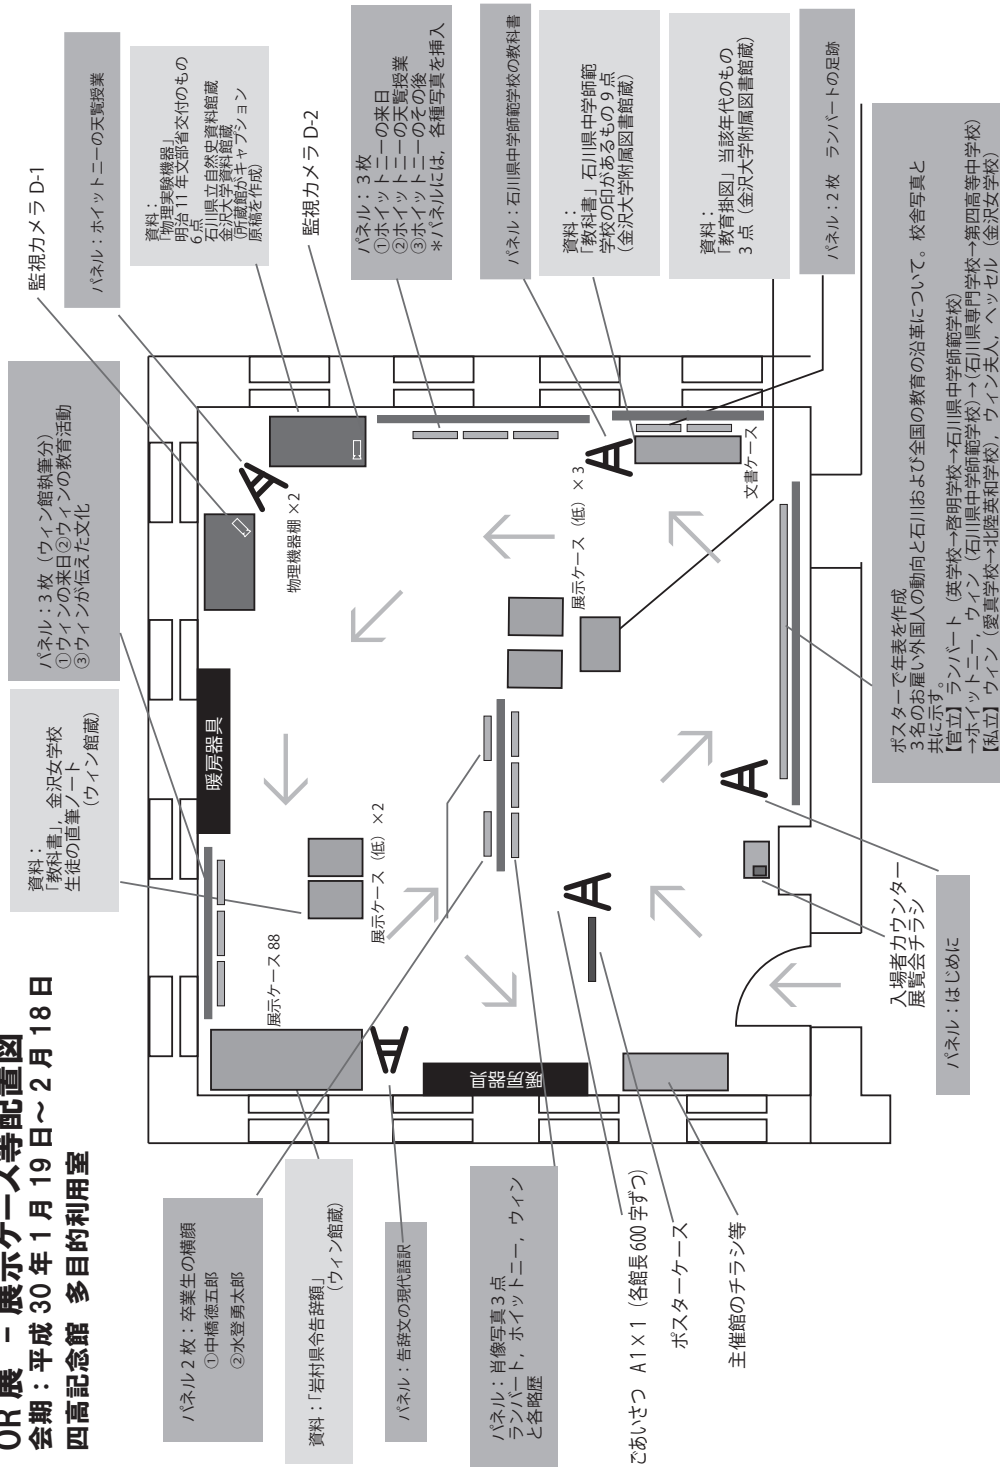 OR 展 － 展示ケース等配置図
会期：平成 30 年 1 月 19 日～ 2 月 18 日
四高記念館 多目的利用室
資料：
「教科書」，金沢女学校
生徒の直筆ノート
（ウィン館蔵）
パネル：3 枚（ウィン館執筆分）
①ウィンの来日②ウィンの教育活動
③ウィンが伝えた文化
監視カメラ D-1
パネル：ホイットニーの天覧授業
資料：
「物理実験機器」
明治 11 年文部省交付のもの
6 点
石川県立自然史資料館蔵
金沢大学資料館蔵
（所蔵館がキャプション
原稿を作成）
監視カメラ D-2
パネル：3 枚
①ホイットニーの来日
②ホイットニーの天覧授業
③ホイットニーのその後
＊パネルには，各種写真を挿入
パネル：石川県中学師範学校の教科書
資料：
「教科書」石川県中学師範
学校の印があるもの 9 点
（金沢大学附属図書館蔵）
資料：
「教育掛図」当該年代のもの
3 点（金沢大学附属図書館蔵）
パネル：2 枚　ランバートの足跡
暖房器具
物理機器棚 ×2
展示ケース（低）×3
文書ケース
展示ケース（低）×2
展示ケース 88
暖房器具
パネル 2 枚：卒業生の横顔
①中橋徳五郎
②水登勇太郎
資料：「岩村県令告辞額」
（ウィン館蔵）
パネル：告辞文の現代語訳
パネル：肖像写真 3 点
ランバート，ホイットニー，ウィン
と各略歴
ごあいさつ　A1×1（各館長 600 字ずつ）
ポスターケース
主催館のチラシ等
入場者カウンター
展覧会チラシ
パネル：はじめに
ポスターで年表を作成
3 名のお雇い外国人の動向と石川および全国の教育の沿革について。校舎写真と
共に示す。
【官立】ランバート（英学校→啓明学校→石川県中学師範学校）
→ホイットニー，ウィン（石川県中学師範学校）→（石川県専門学校→第四高等中学校）
【私立】ウィン（愛真学校→北陸英和学校），ウィン夫人，ヘッセル（金沢女学校）